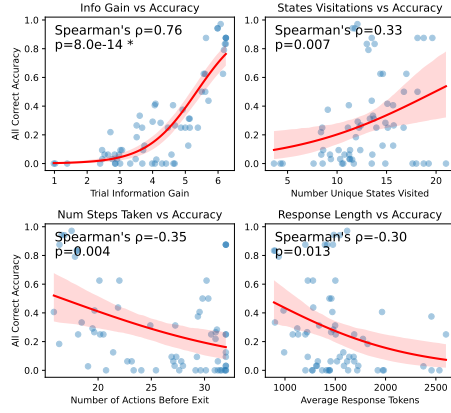 Info Gain vs Accuracy
States Visitations vs Accuracy
1.0
0.8
0.6
0.4
0.2
0.0
All Correct Accuracy
Spearman's ρ=0.76
p=8.0e-14 *
1 2 3 4 5 6
Trial Information Gain
1.0
0.8
0.6
0.4
0.2
0.0
Spearman's ρ=0.33
p=0.007
5 10 15 20
Number Unique States Visited
Num Steps Taken vs Accuracy
Response Length vs Accuracy
1.0
0.8
0.6
0.4
0.2
0.0
All Correct Accuracy
Spearman's ρ=-0.35
p=0.004
20 25 30
Number of Actions Before Exit
1.0
0.8
0.6
0.4
0.2
0.0
Spearman's ρ=-0.30
p=0.013
1000 1500 2000 2500
Average Response Tokens